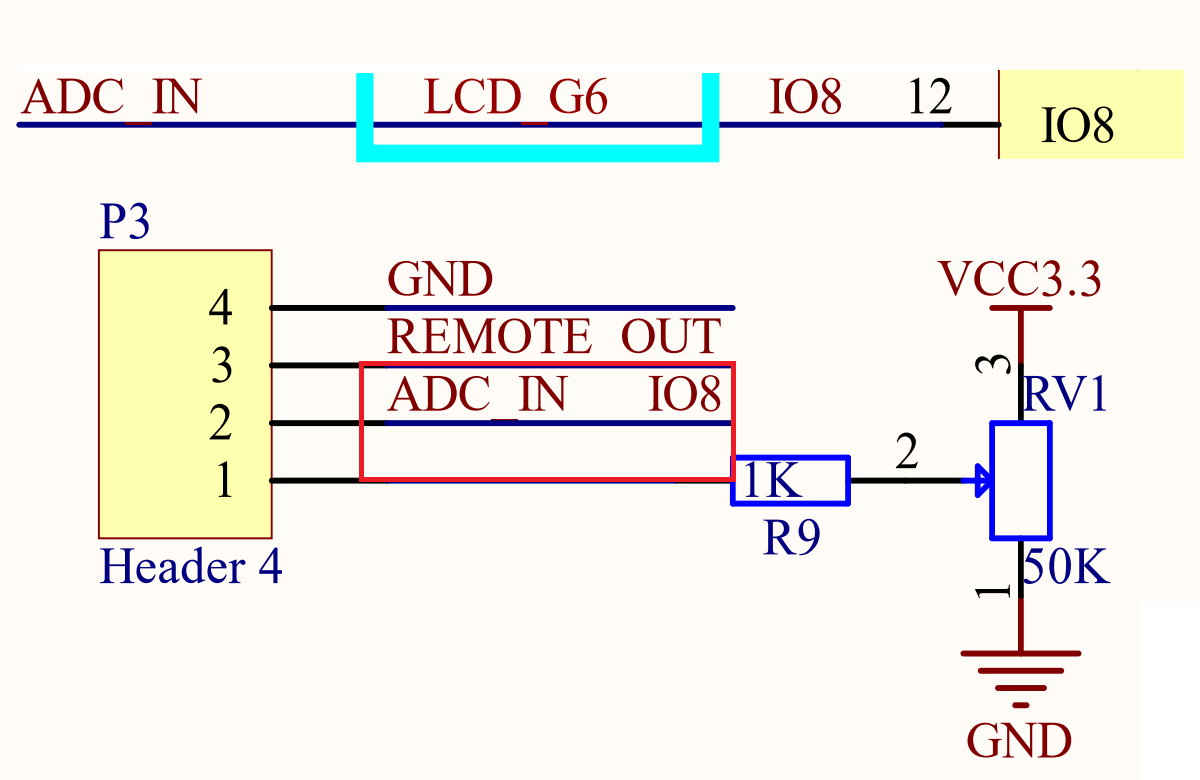 ADC_IN LCD_G6 IO8 12 IO8
P3
4 GND
3 REMOTE_OUT
2 ADC_IN IO8
1
Header 4
1K
R9
2
VCC3.3
3
RV1
50K
1
GND